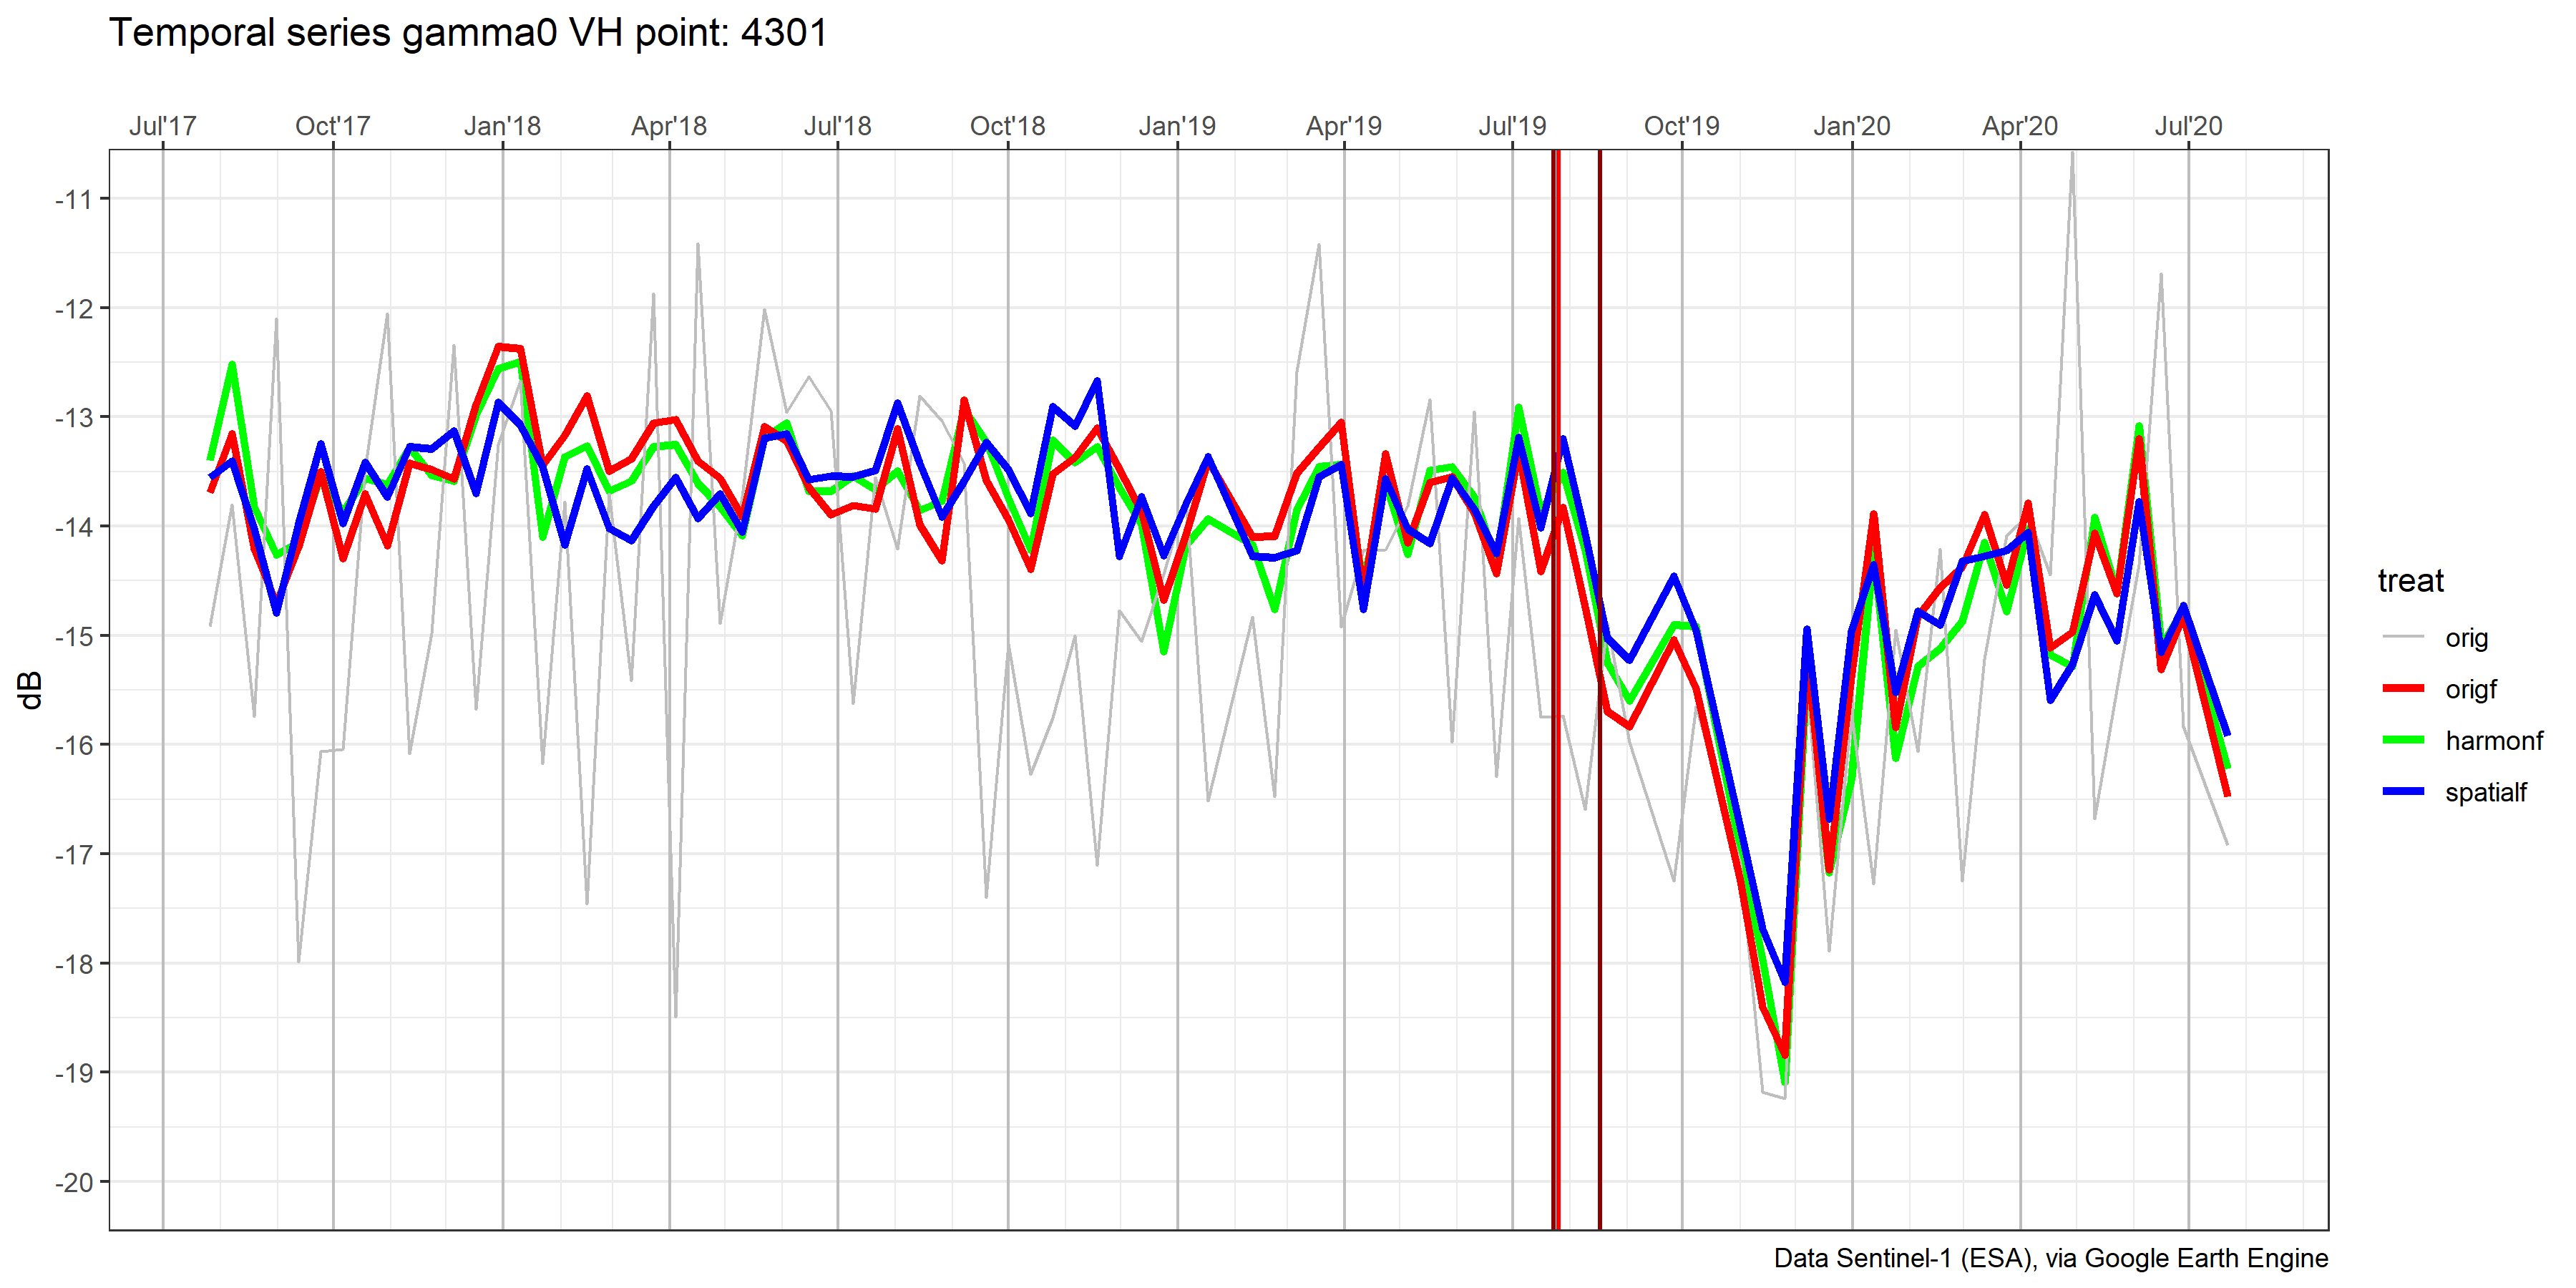 Temporal series gamma0 VH point: 4301
Jul'17 Oct'17 Jan'18 Apr'18 Jul'18 Oct'18 Jan'19 Apr'19 Jul'19 Oct'19 Jan'20 Apr'20 Jul'20
-11
-12
-13
-14
-15
-16
-17
-18
-19
-20
dB
treat
orig
origf
harmonf
spatialf
Data Sentinel-1 (ESA), via Google Earth Engine